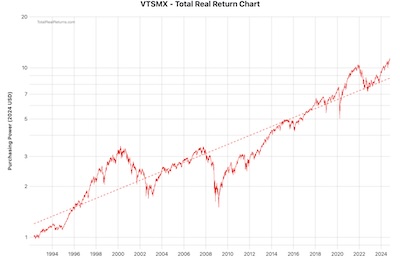 VTSMX - Total Real Return Chart
TotalRealReturns.com
Purchasing Power (2024 USD)
20
10
5
3
2
1
1994 1996 1998 2000 2002 2004 2006 2008 2010 2012 2014 2016 2018 2020 2022 2024